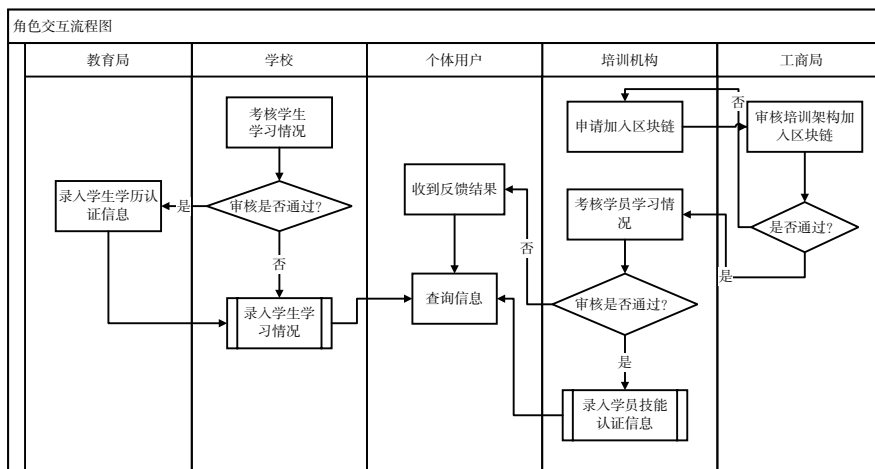 角色交互流程图
教育局
学校
个体用户
培训机构
工商局
考核学生
学习情况
申请加入区块链
否
审核培训架构加
入区块链
录入学生学历认
证信息
是
审核是否通过?
收到反馈结果
考核学员学习情
况
是否通过?
否
否
是
录入学生学
习情况
查询信息
审核是否通过?
是
录入学员技能
认证信息